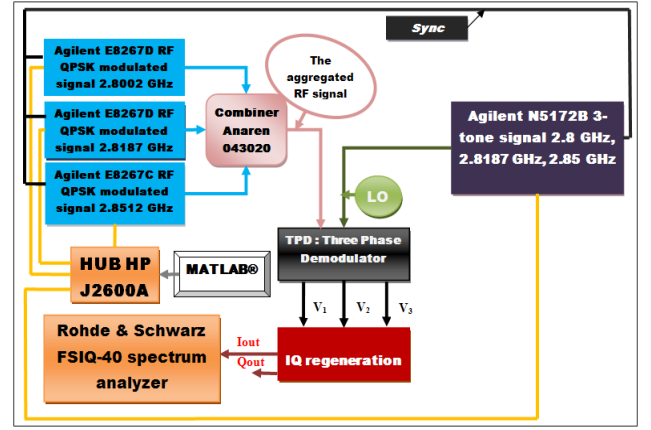 Sync
Agilent E8267D RF
QPSK modulated
signal 2.8002 GHz
The
aggregated
RF signal
Agilent E8267D RF
QPSK modulated
signal 2.8187 GHz
Combiner
Anaren
043020
Agilent N5172B 3-
tone signal 2.8 GHz,
2.8187 GHz, 2.85 GHz
Agilent E8267C RF
QPSK modulated
signal 2.8512 GHz
LO
TPD : Three Phase
Demodulator
HUB HP
J2600A
MATLAB®
V1 V2 V3
Rohde & Schwarz
FSIQ-40 spectrum
analyzer
Iout
Qout
IQ regeneration